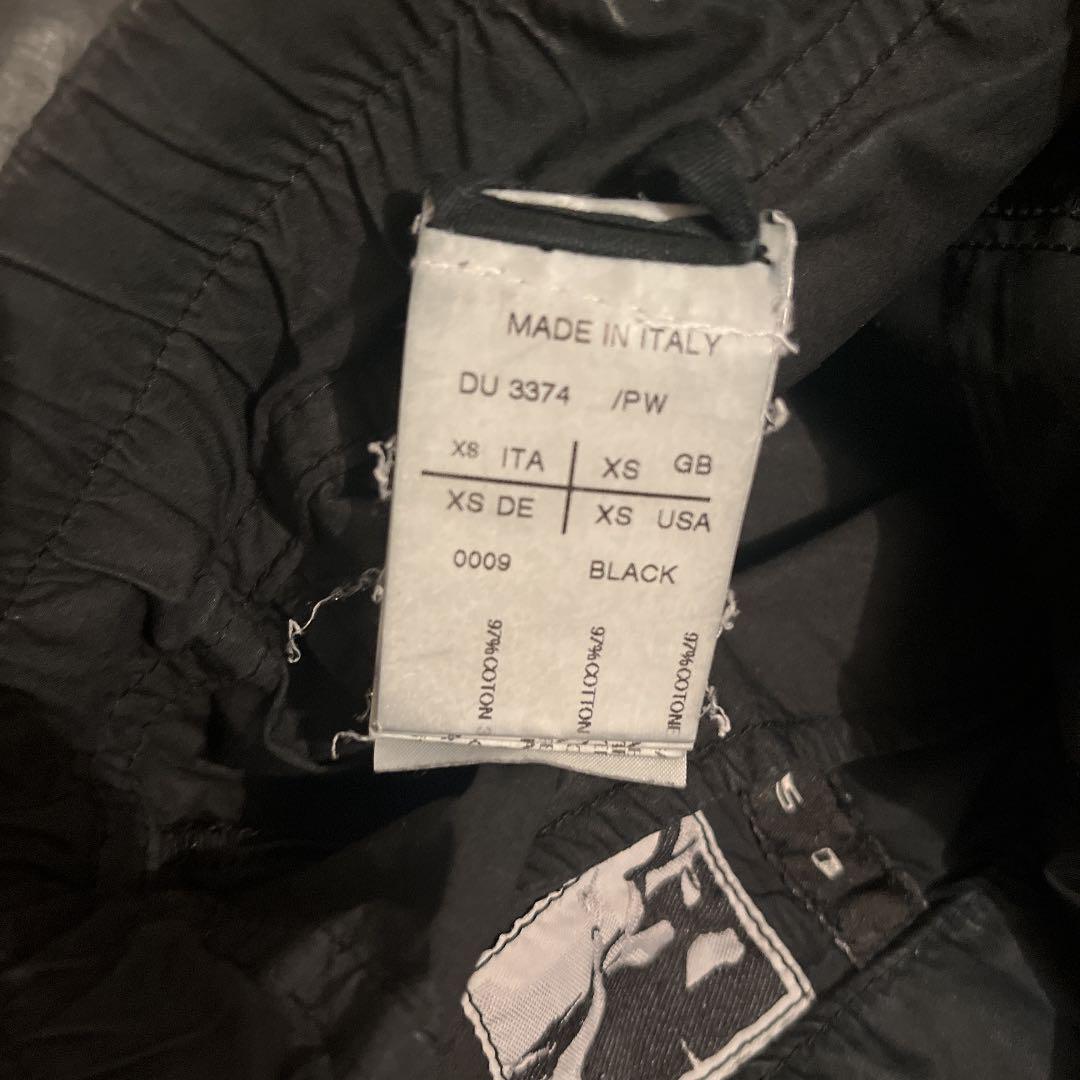 MADE IN ITALY
DU 3374 /PW
XS ITA XS GB
XS DE XS USA
0009 BLACK
97%COTON
97%COTTON
97%COTONE